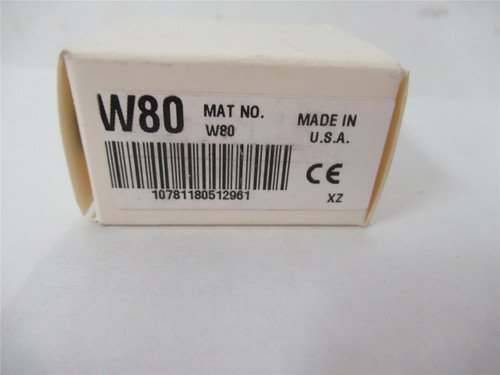 W80
MAT NO.
W80
MADE IN
U.S.A.
10781180512961
CE
XZ